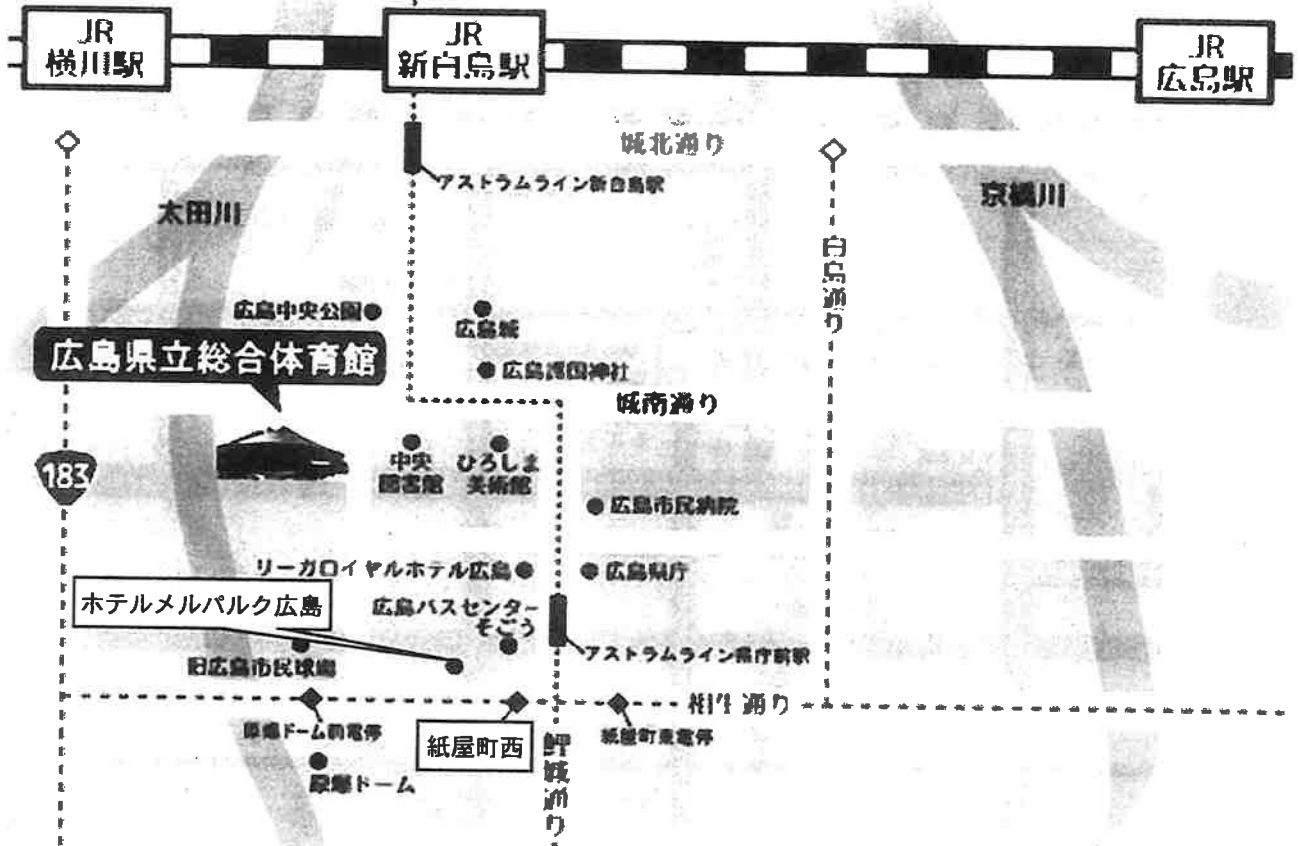 JR
横川駅
JR
新白島駅
JR
広島駅
城北通り
アストラムライン新白島駅
太田川
京橋川
白島通り
広島中央公園
広島城
広島県立総合体育館
広島護国神社
城南通り
183
中央
図書館
ひろしま
美術館
広島市民病院
リーガロイヤルホテル広島
広島県庁
ホテルメルパルク広島
広島バスセンター
そごう
旧広島市民球場
アストラムライン県庁前駅
相生通り
原爆ドーム前電停
紙屋町西
紙屋町東電停
原爆ドーム
鯉城通り